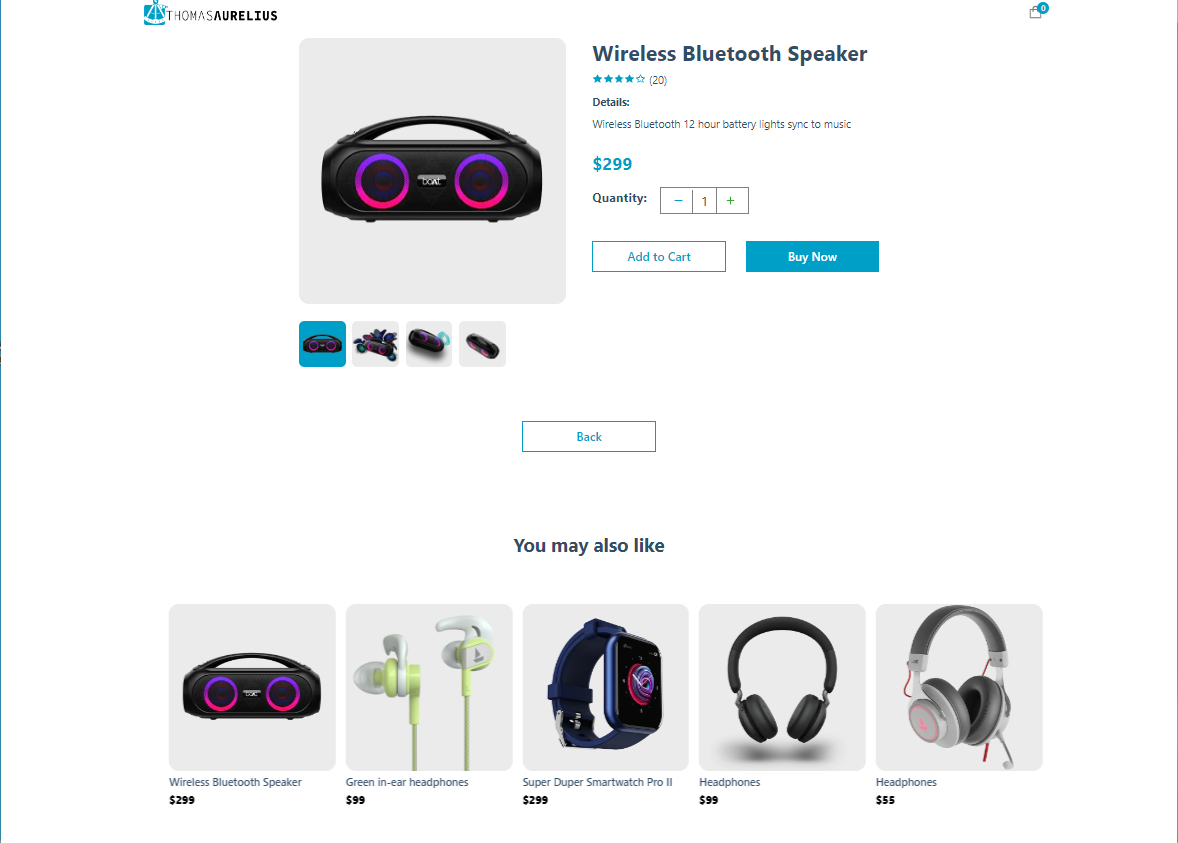 THOMASAURELIUS
0
Wireless Bluetooth Speaker
(20)
Details:
Wireless Bluetooth 12 hour battery lights sync to music
$299
Quantity: − 1 +
Add to Cart Buy Now
boAt
Back
You may also like
boAt
Wireless Bluetooth Speaker
$299
Green in-ear headphones
$99
Super Duper Smartwatch Pro II
$299
Headphones
$99
Headphones
$55